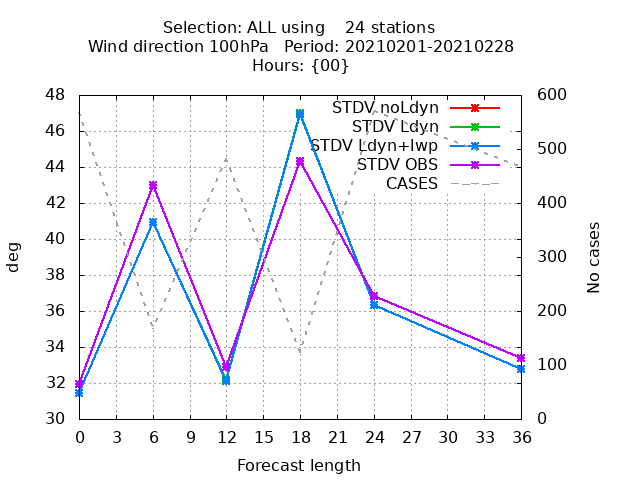 Selection: ALL using    24 stations
Wind direction 100hPa   Period: 20210201-20210228
Hours: {00}
STDV noLdyn
STDV Ldyn
STDV Ldyn+lwp
STDV OBS
CASES
48
46
44
42
40
38
36
34
32
30
deg
600
500
400
300
200
100
0
No cases
0 3 6 9 12 15 18 21 24 27 30 33 36
Forecast length